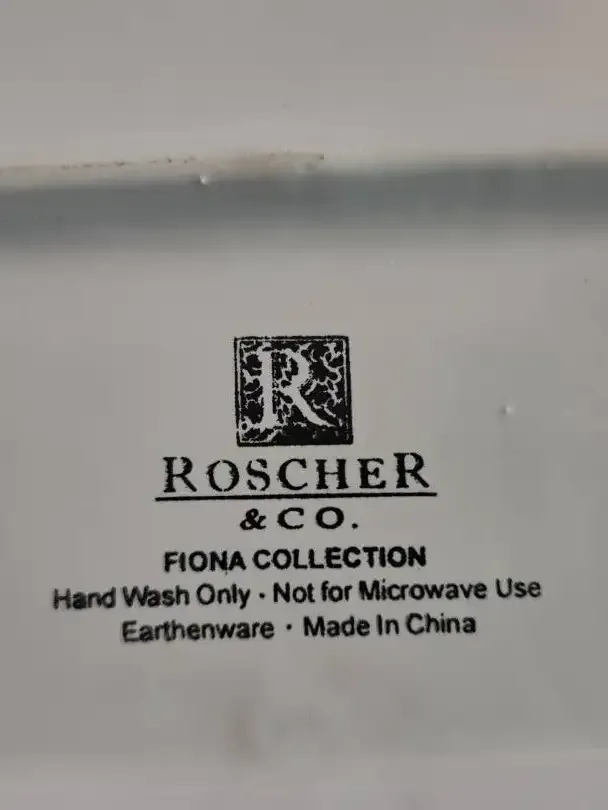 R
ROSCHER
& CO.
FIONA COLLECTION
Hand Wash Only · Not for Microwave Use
Earthenware · Made In China